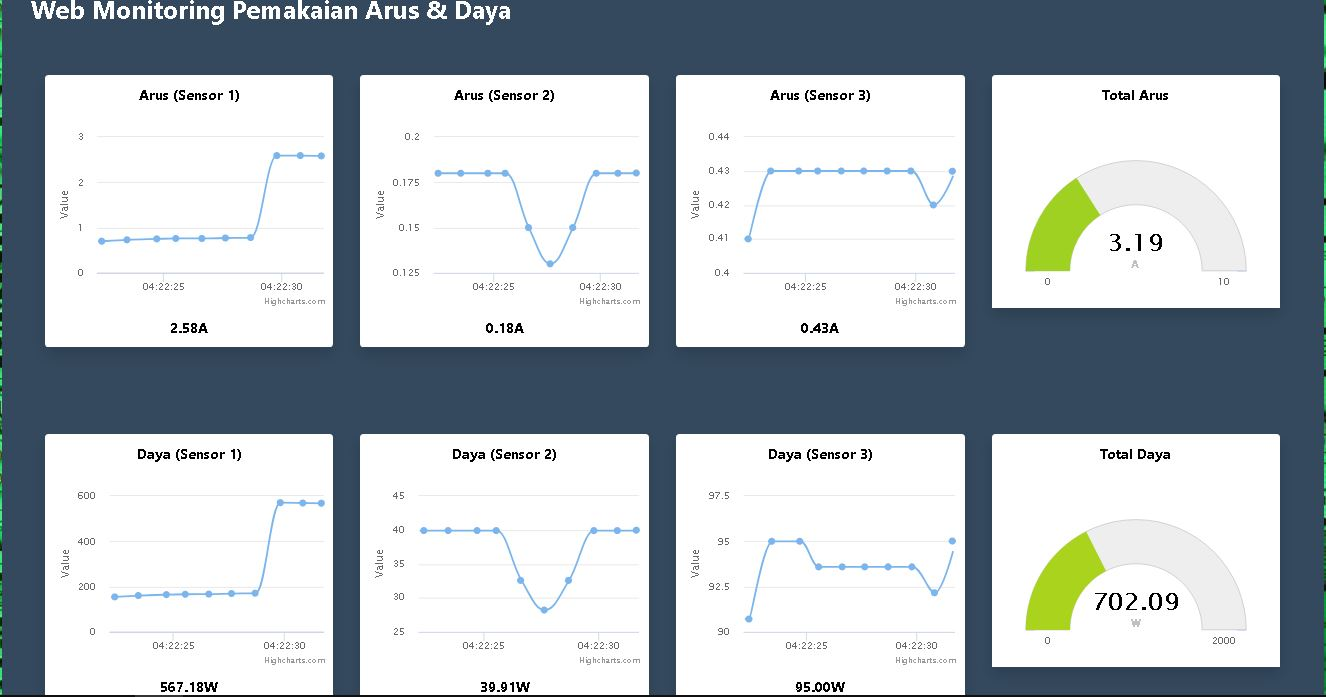 Web Monitoring Pemakaian Arus & Daya
Arus (Sensor 1)
Value
3
2
1
0
04:22:25
04:22:30
Highcharts.com
2.58A
Arus (Sensor 2)
Value
0.2
0.175
0.15
0.125
04:22:25
04:22:30
Highcharts.com
0.18A
Arus (Sensor 3)
Value
0.44
0.43
0.42
0.41
0.4
04:22:25
04:22:30
Highcharts.com
0.43A
Total Arus
3.19
A
0
10
Daya (Sensor 1)
Value
600
400
200
0
04:22:25
04:22:30
Highcharts.com
567.18W
Daya (Sensor 2)
Value
45
40
35
30
25
04:22:25
04:22:30
Highcharts.com
39.91W
Daya (Sensor 3)
Value
97.5
95
92.5
90
04:22:25
04:22:30
Highcharts.com
95.00W
Total Daya
702.09
W
0
2000